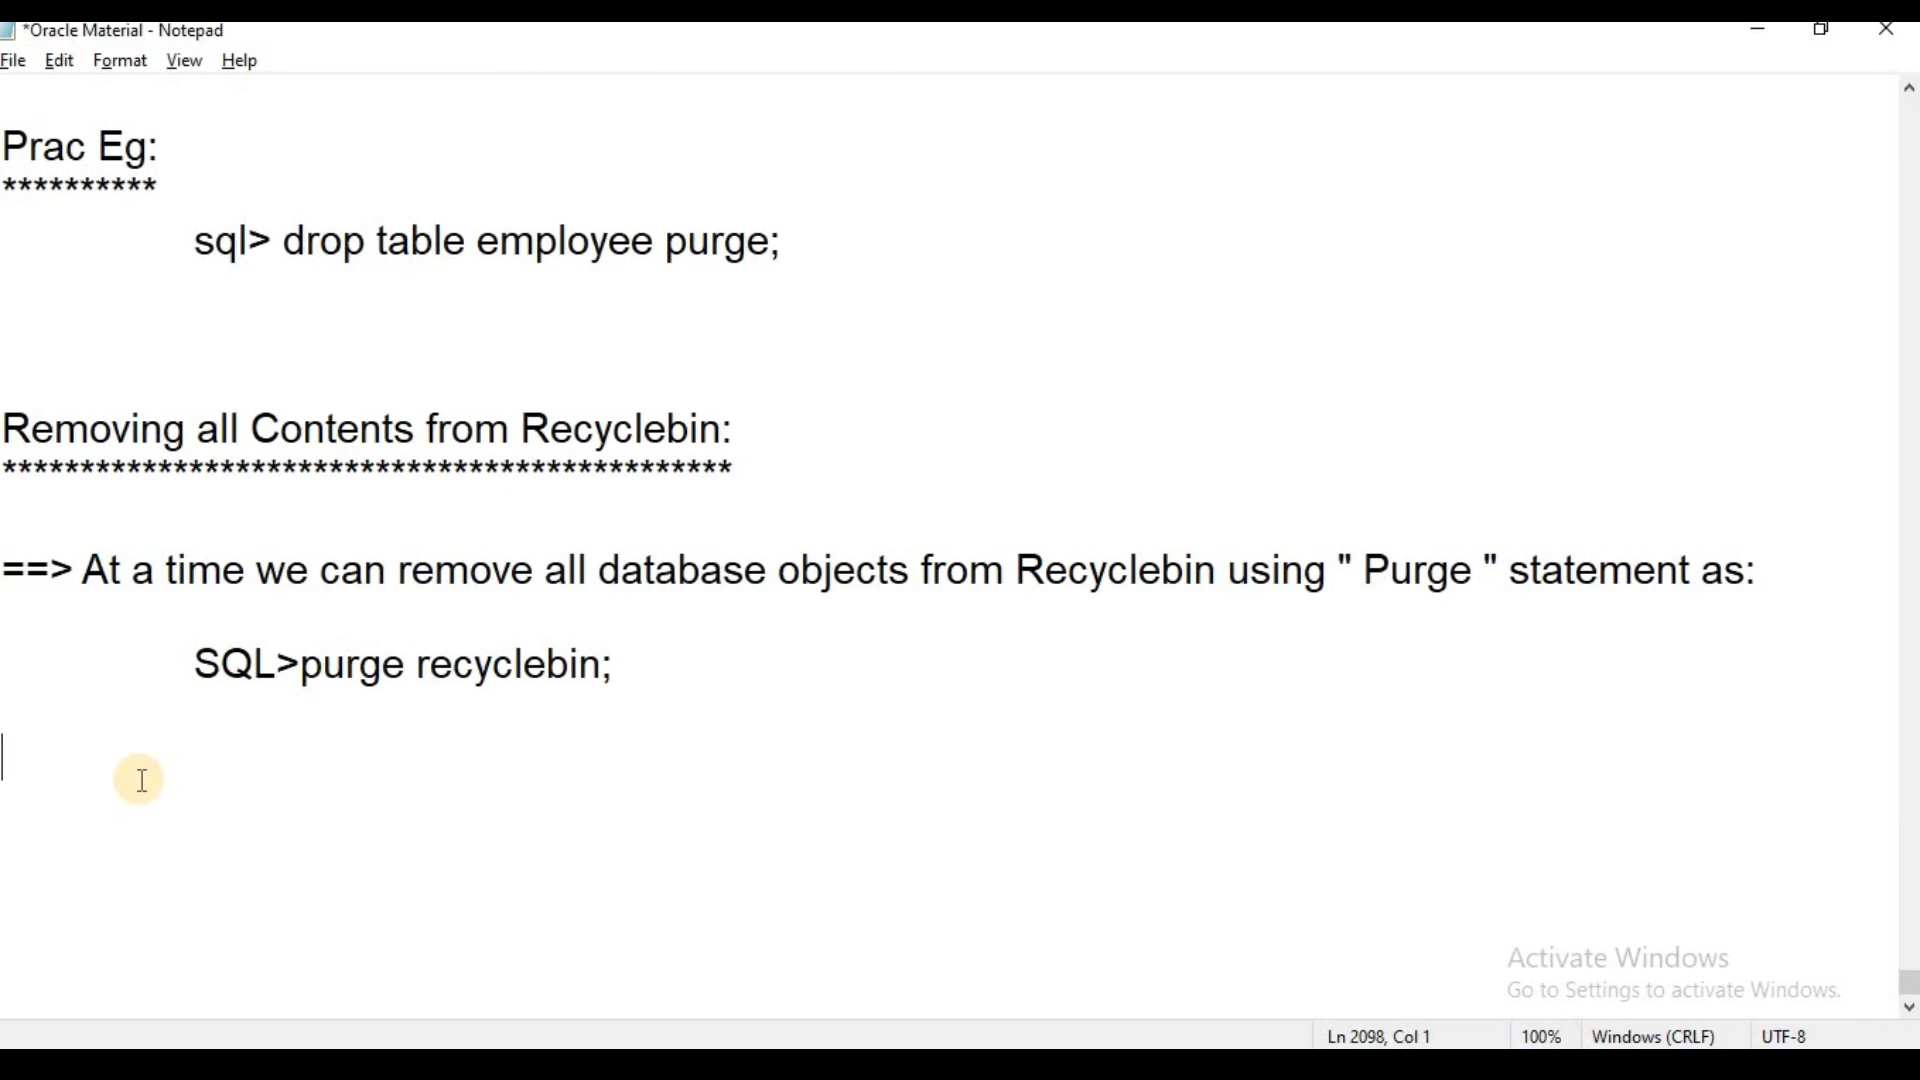 *Oracle Material - Notepad
File Edit Format View Help
Prac Eg:
**********
sql> drop table employee purge;
Removing all Contents from Recyclebin:
***********************************************
==> At a time we can remove all database objects from Recyclebin using " Purge " statement as:
SQL>purge recyclebin;
Activate Windows
Go to Settings to activate Windows.
Ln 2098, Col 1 100% Windows (CRLF) UTF-8